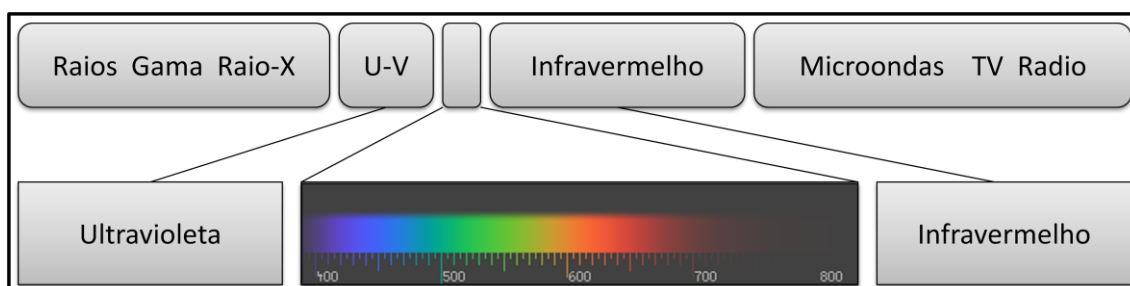 Raios Gama Raio-X U-V Infravermelho Microondas TV Radio
Ultravioleta Infravermelho
400 500 600 700 800